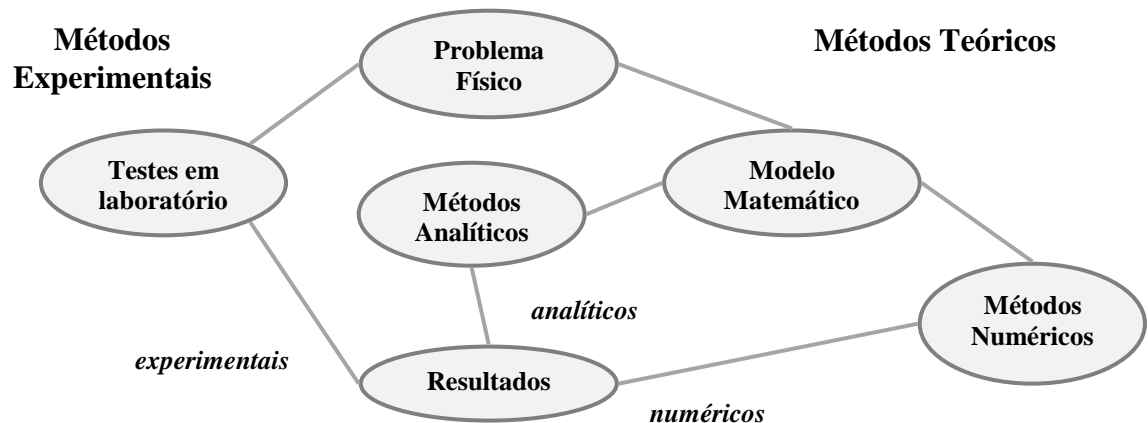 Métodos
Experimentais
Problema
Físico
Métodos Teóricos
Testes em
laboratório
Métodos
Analíticos
Modelo
Matemático
Métodos
Numéricos
analíticos
experimentais
Resultados
numéricos